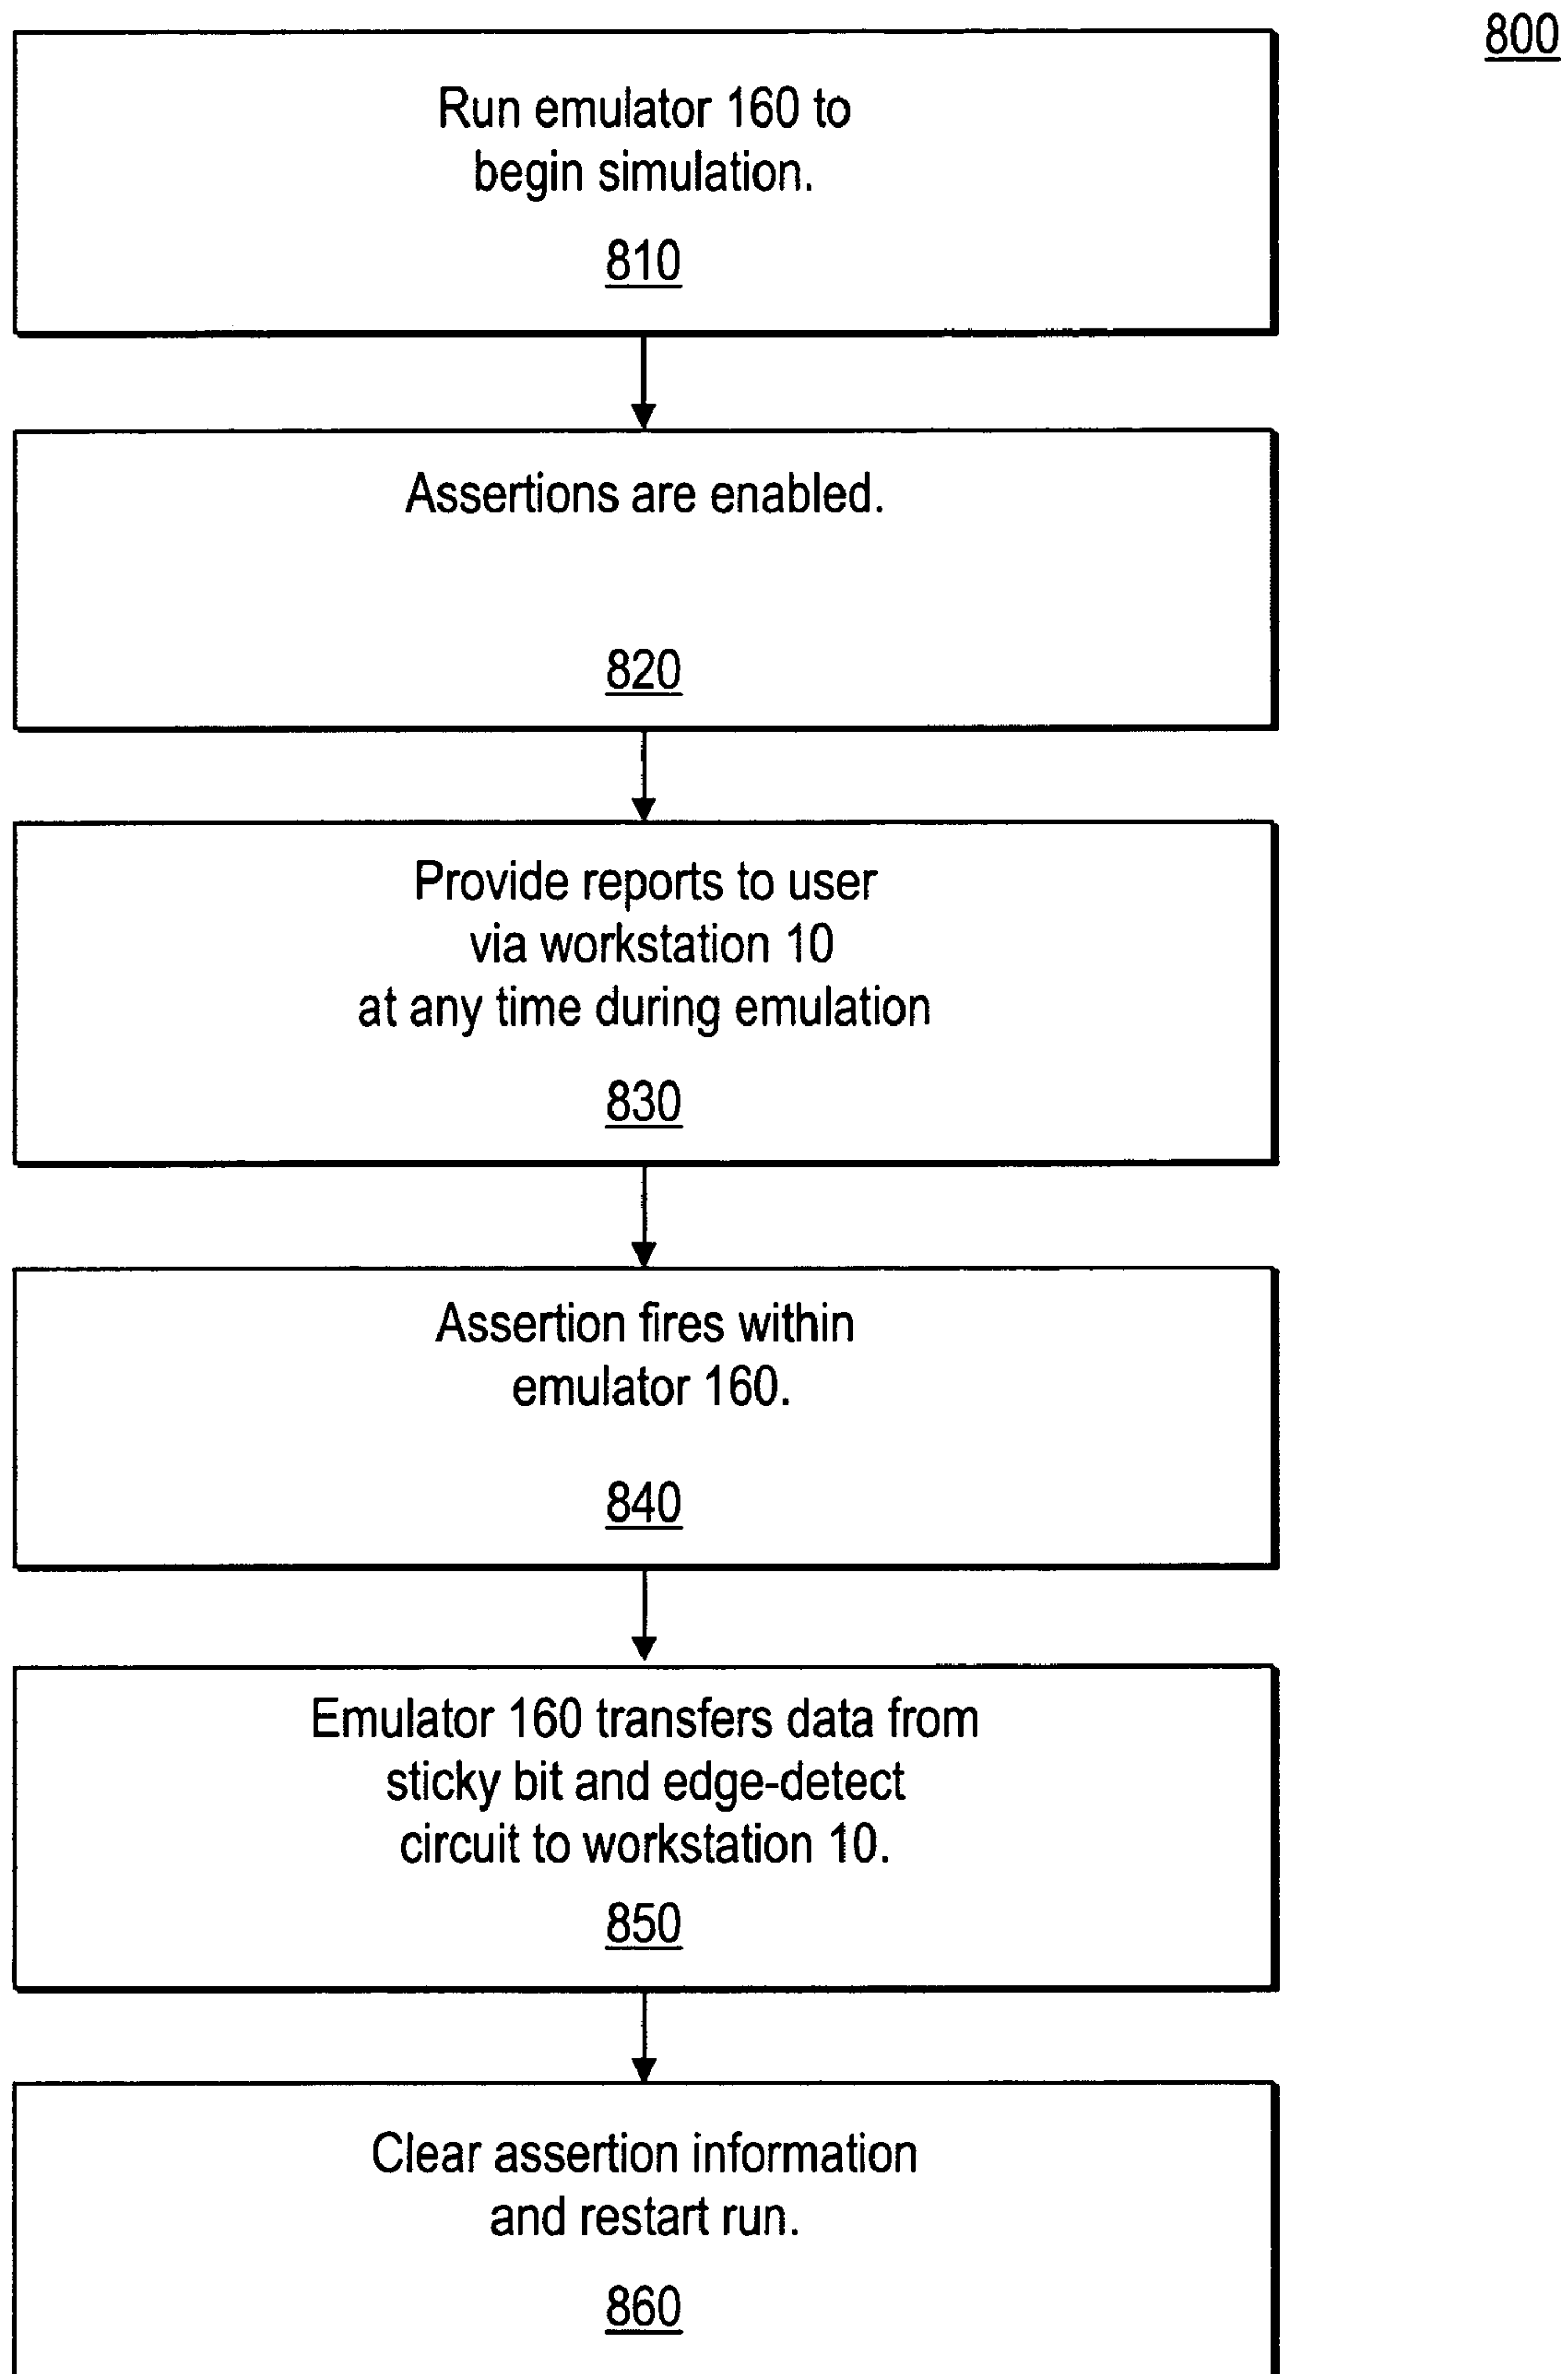 800
Run emulator 160 to
begin simulation.
810
Assertions are enabled.
820
Provide reports to user
via workstation 10
at any time during emulation
830
Assertion fires within
emulator 160.
840
Emulator 160 transfers data from
sticky bit and edge-detect
circuit to workstation 10.
850
Clear assertion information
and restart run.
860